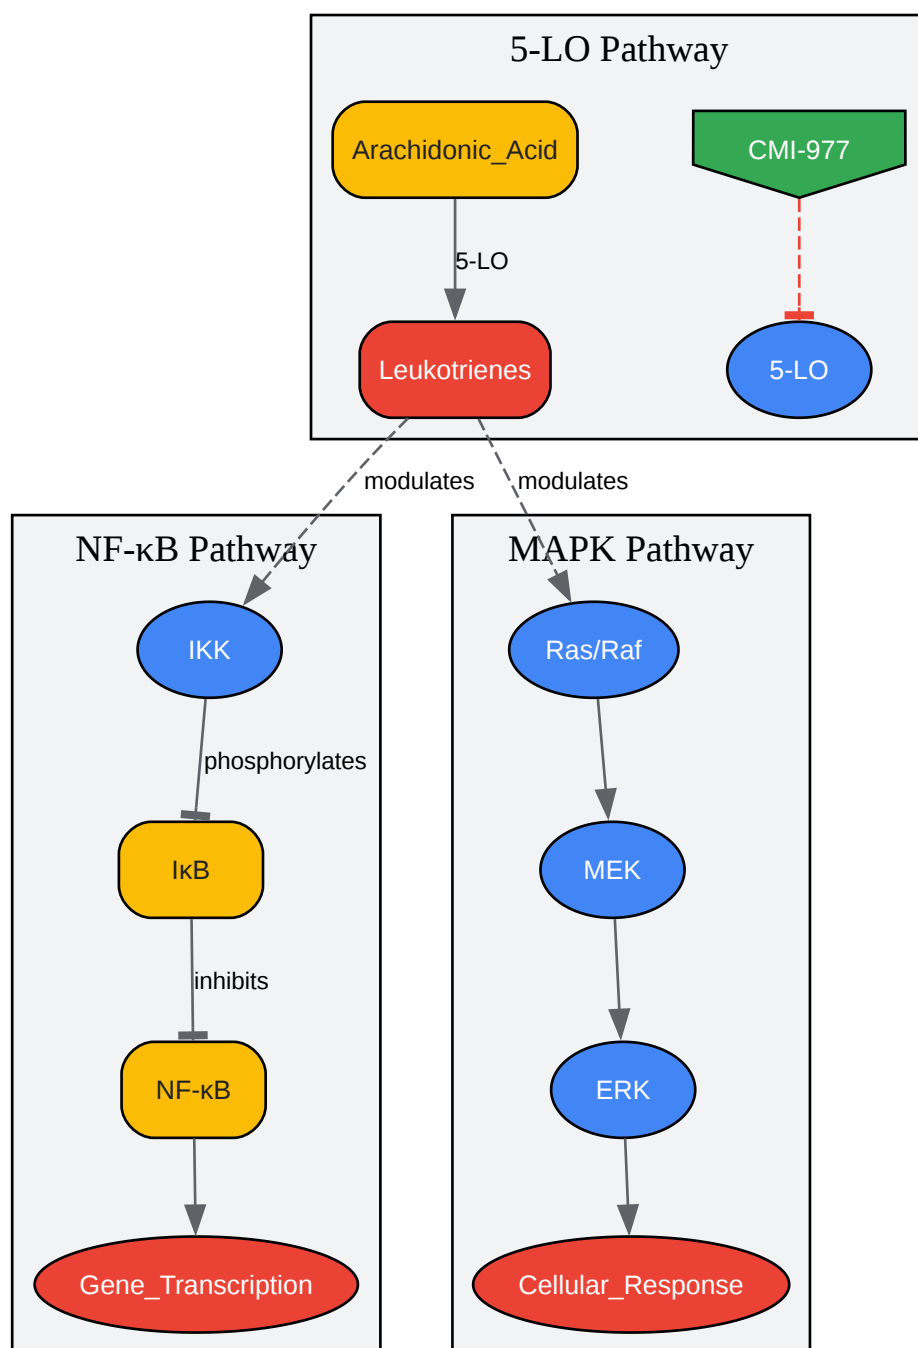 5-LO Pathway
Arachidonic_Acid
CMI-977
5-LO
Leukotrienes
5-LO
modulates
modulates
NF-κB Pathway
MAPK Pathway
IKK
Ras/Raf
phosphorylates
IκB
MEK
inhibits
NF-κB
ERK
Gene_Transcription
Cellular_Response